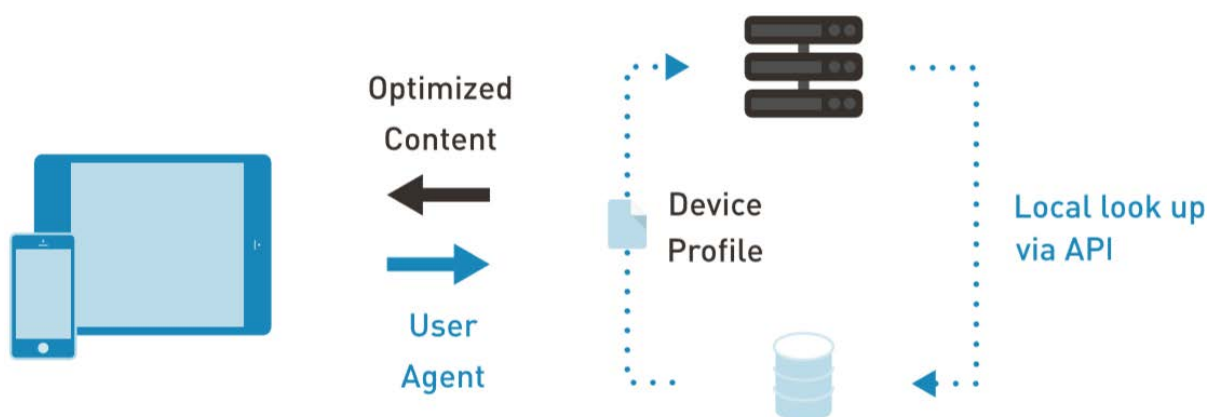 Optimized
Content
User
Agent
Device
Profile
Local look up
via API